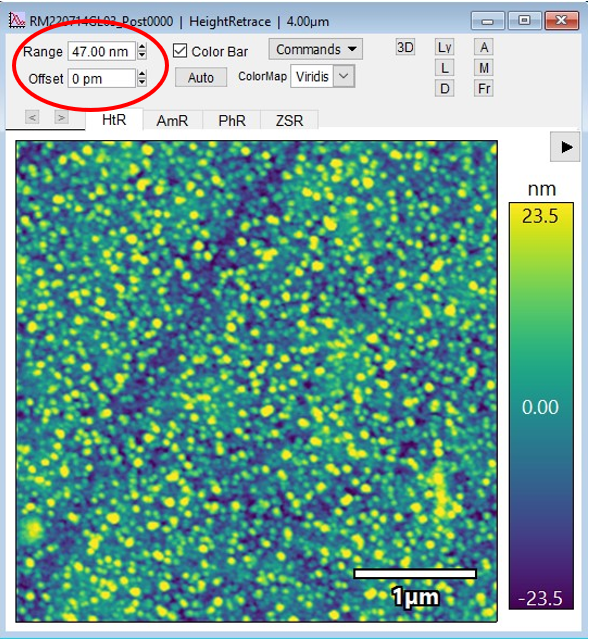 RM220714GL03_Post0000 | HeightRetrace | 4.00µm
Range 47.00 nm Color Bar Commands 3D Ly A
L M
Offset 0 pm Auto ColorMap Viridis D Fr
< > HtR AmR PhR ZSR
nm
23.5
0.00
-23.5
1µm